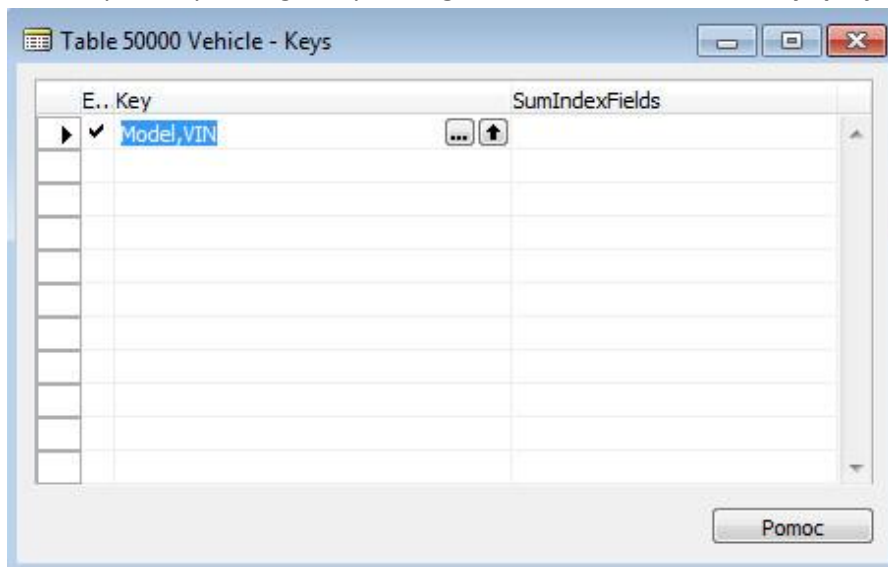 Table 50000 Vehicle - Keys
E.. Key SumIndexFields
Model,VIN ...
Pomoc